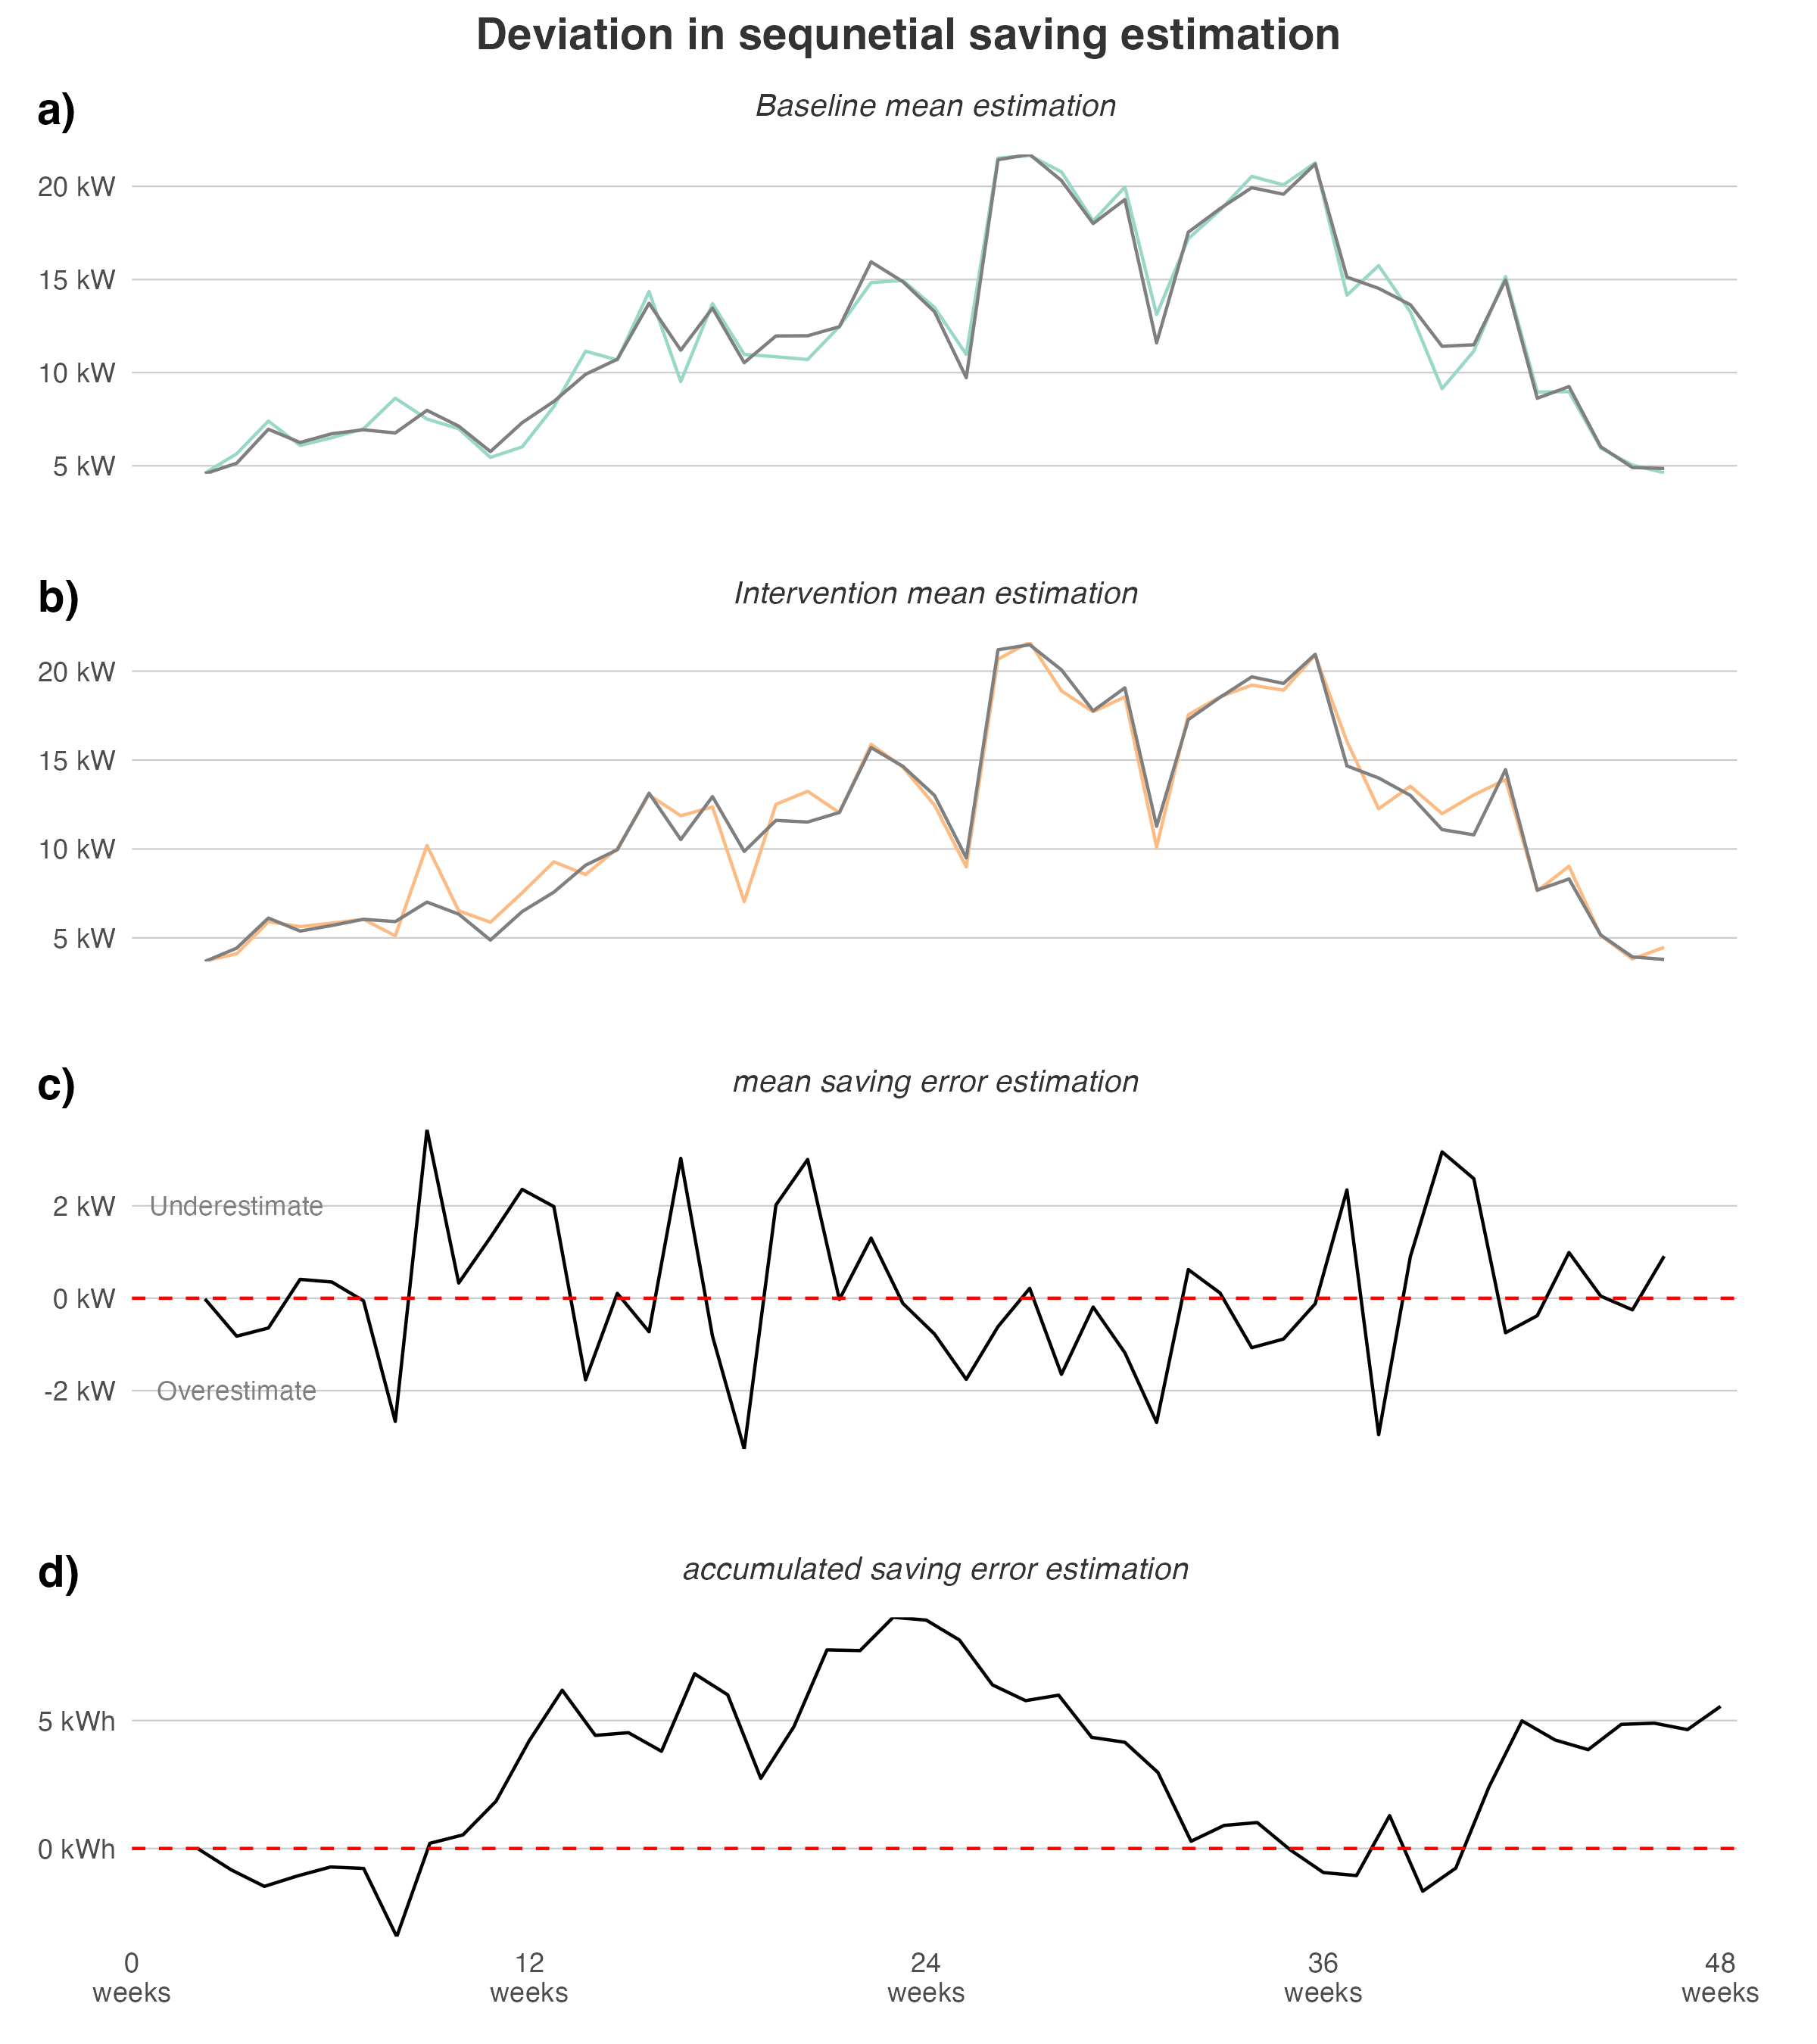 Deviation in sequnetial saving estimation
a)
Baseline mean estimation
20 kW
15 kW
10 kW
5 kW
b)
Intervention mean estimation
20 kW
15 kW
10 kW
5 kW
c)
mean saving error estimation
2 kW
Underestimate
0 kW
-2 kW
Overestimate
d)
accumulated saving error estimation
5 kWh
0 kWh
0
weeks
12
weeks
24
weeks
36
weeks
48
weeks